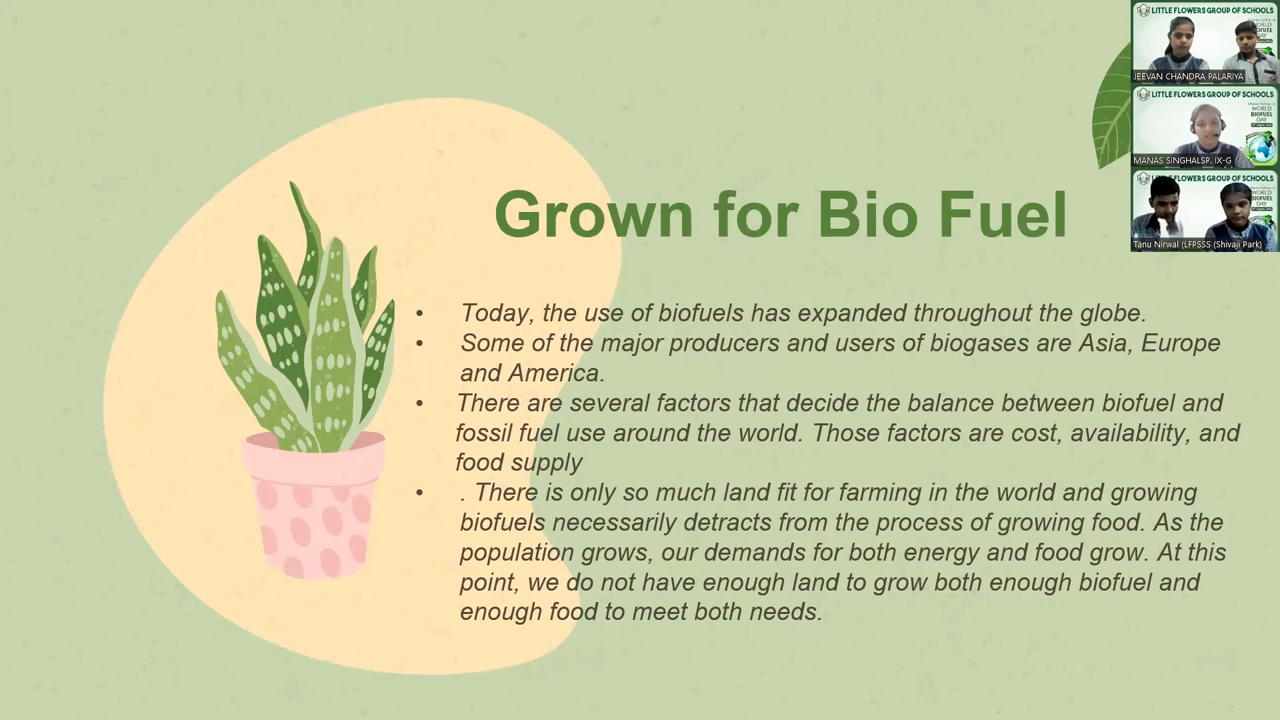 Grown for Bio Fuel
• Today, the use of biofuels has expanded throughout the globe.
• Some of the major producers and users of biogases are Asia, Europe
and America.
• There are several factors that decide the balance between biofuel and
fossil fuel use around the world. Those factors are cost, availability, and
food supply
• . There is only so much land fit for farming in the world and growing
biofuels necessarily detracts from the process of growing food. As the
population grows, our demands for both energy and food grow. At this
point, we do not have enough land to grow both enough biofuel and
enough food to meet both needs.
LITTLE FLOWERS GROUP OF SCHOOLS
JEEVAN CHANDRA PALARIYA
LITTLE FLOWERS GROUP OF SCHOOLS
WORLD
BIOFUEL
DAY
MANAS SINGHALSP. IX-G
LITTLE FLOWERS GROUP OF SCHOOLS
Tanu Nirwal (LFPSSS (Shivaji Park)